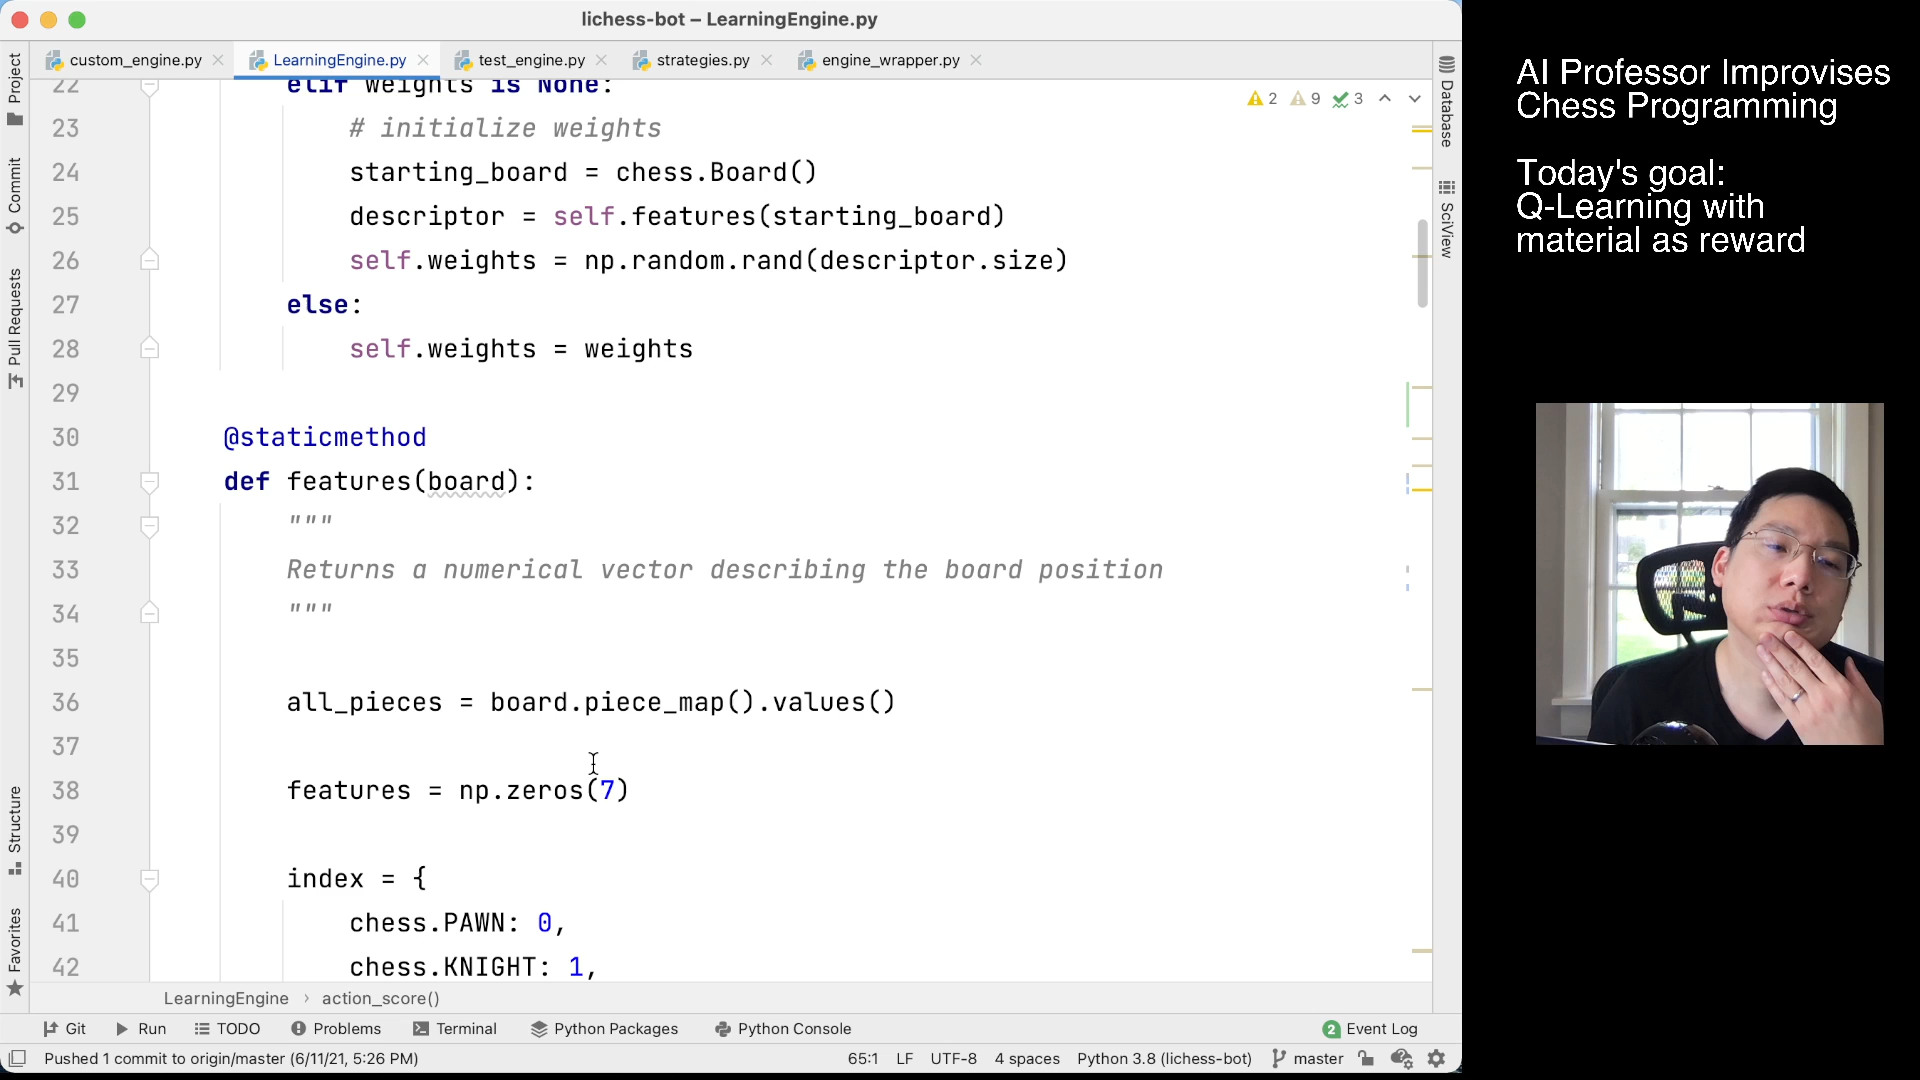 lichess-bot – LearningEngine.py
custom_engine.py
LearningEngine.py
test_engine.py
strategies.py
engine_wrapper.py
Project
Commit
Pull Requests
Structure
Favorites
Database
SciView
2 9 3
22 elif weights is None:
23 # initialize weights
24 starting_board = chess.Board()
25 descriptor = self.features(starting_board)
26 self.weights = np.random.rand(descriptor.size)
27 else:
28 self.weights = weights
29
30 @staticmethod
31 def features(board):
32 """
33 Returns a numerical vector describing the board position
34 """
35
36 all_pieces = board.piece_map().values()
37
38 features = np.zeros(7)
39
40 index = {
41 chess.PAWN: 0,
42 chess.KNIGHT: 1,
LearningEngine › action_score()
Git Run TODO Problems Terminal Python Packages Python Console 2 Event Log
Pushed 1 commit to origin/master (6/11/21, 5:26 PM) 65:1 LF UTF-8 4 spaces Python 3.8 (lichess-bot) master
AI Professor Improvises
Chess Programming
Today's goal:
Q-Learning with
material as reward